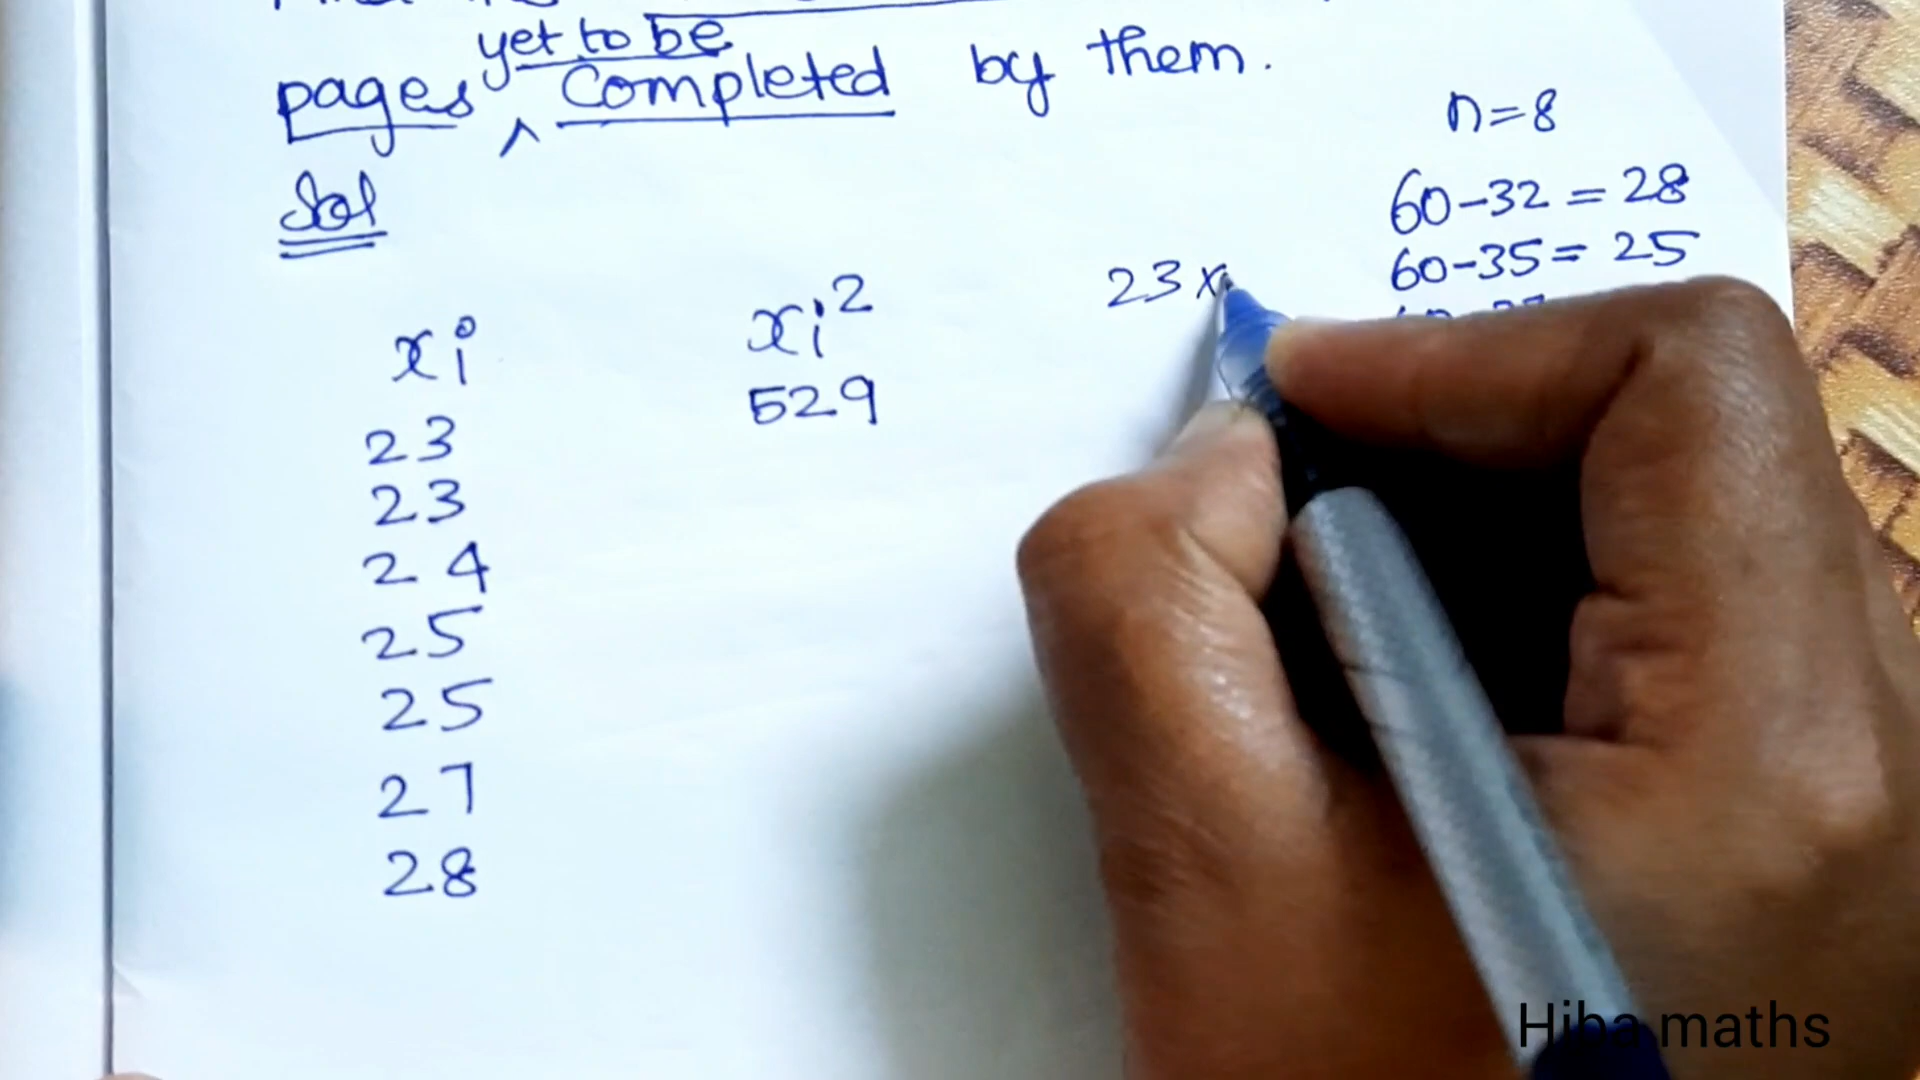 yet to be
pages ^ Completed by them.
n=8
Sol
60-32 = 28
60-35= 25
23x
xi
xi²
23
529
23
24
25
25
27
28
Hiba maths